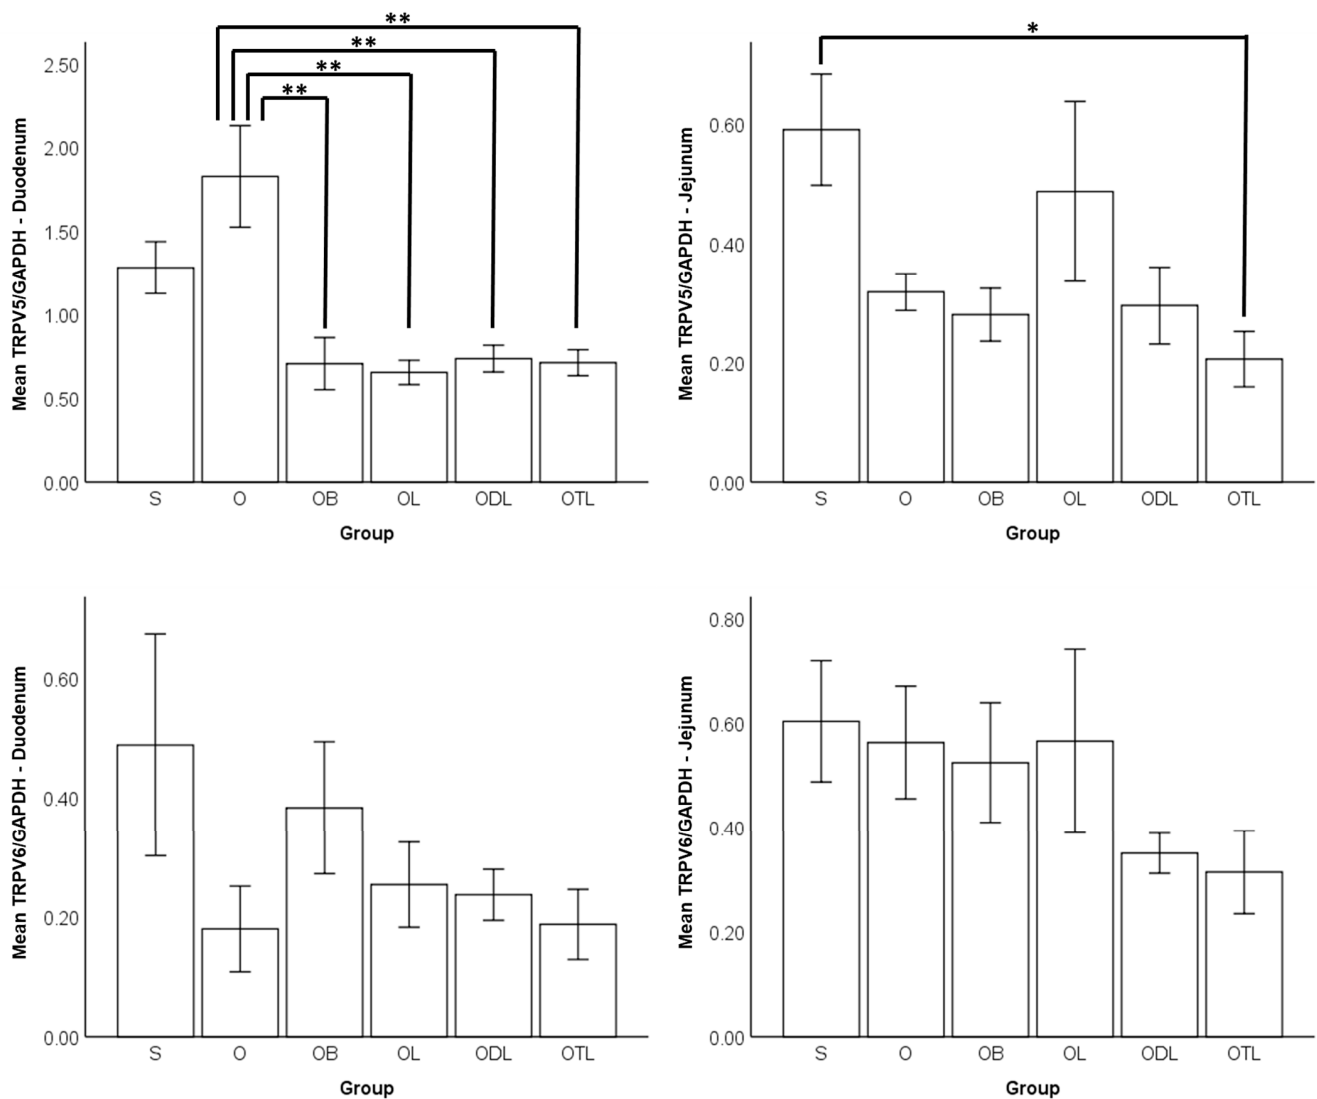 **
**
**
**
Mean TRPV5/GAPDH - Duodenum
2.50
2.00
1.50
1.00
0.50
0.00
S O OB OL ODL OTL
Group
*
Mean TRPV5/GAPDH - Jejunum
0.60
0.40
0.20
0.00
S O OB OL ODL OTL
Group
Mean TRPV6/GAPDH - Duodenum
0.60
0.40
0.20
0.00
S O OB OL ODL OTL
Group
Mean TRPV6/GAPDH - Jejunum
0.80
0.60
0.40
0.20
0.00
S O OB OL ODL OTL
Group